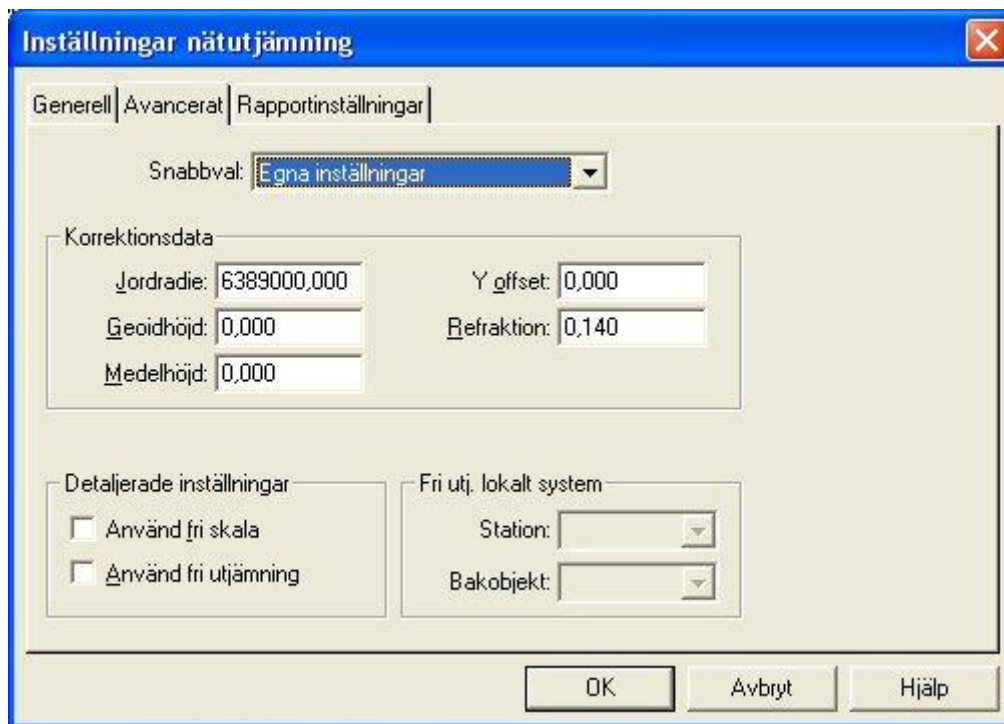 Inställningar nätutjämning
Generell Avancerat Rapportinställningar
Snabbval: Egna inställningar
Korrektionsdata
Jordradie: 6389000,000 Y offset: 0,000
Geoidhöjd: 0,000 Refraktion: 0,140
Medelhöjd: 0,000
Detaljerade inställningar
Använd fri skala
Använd fri utjämning
Fri utj. lokalt system
Station:
Bakobjekt:
OK Avbryt Hjälp